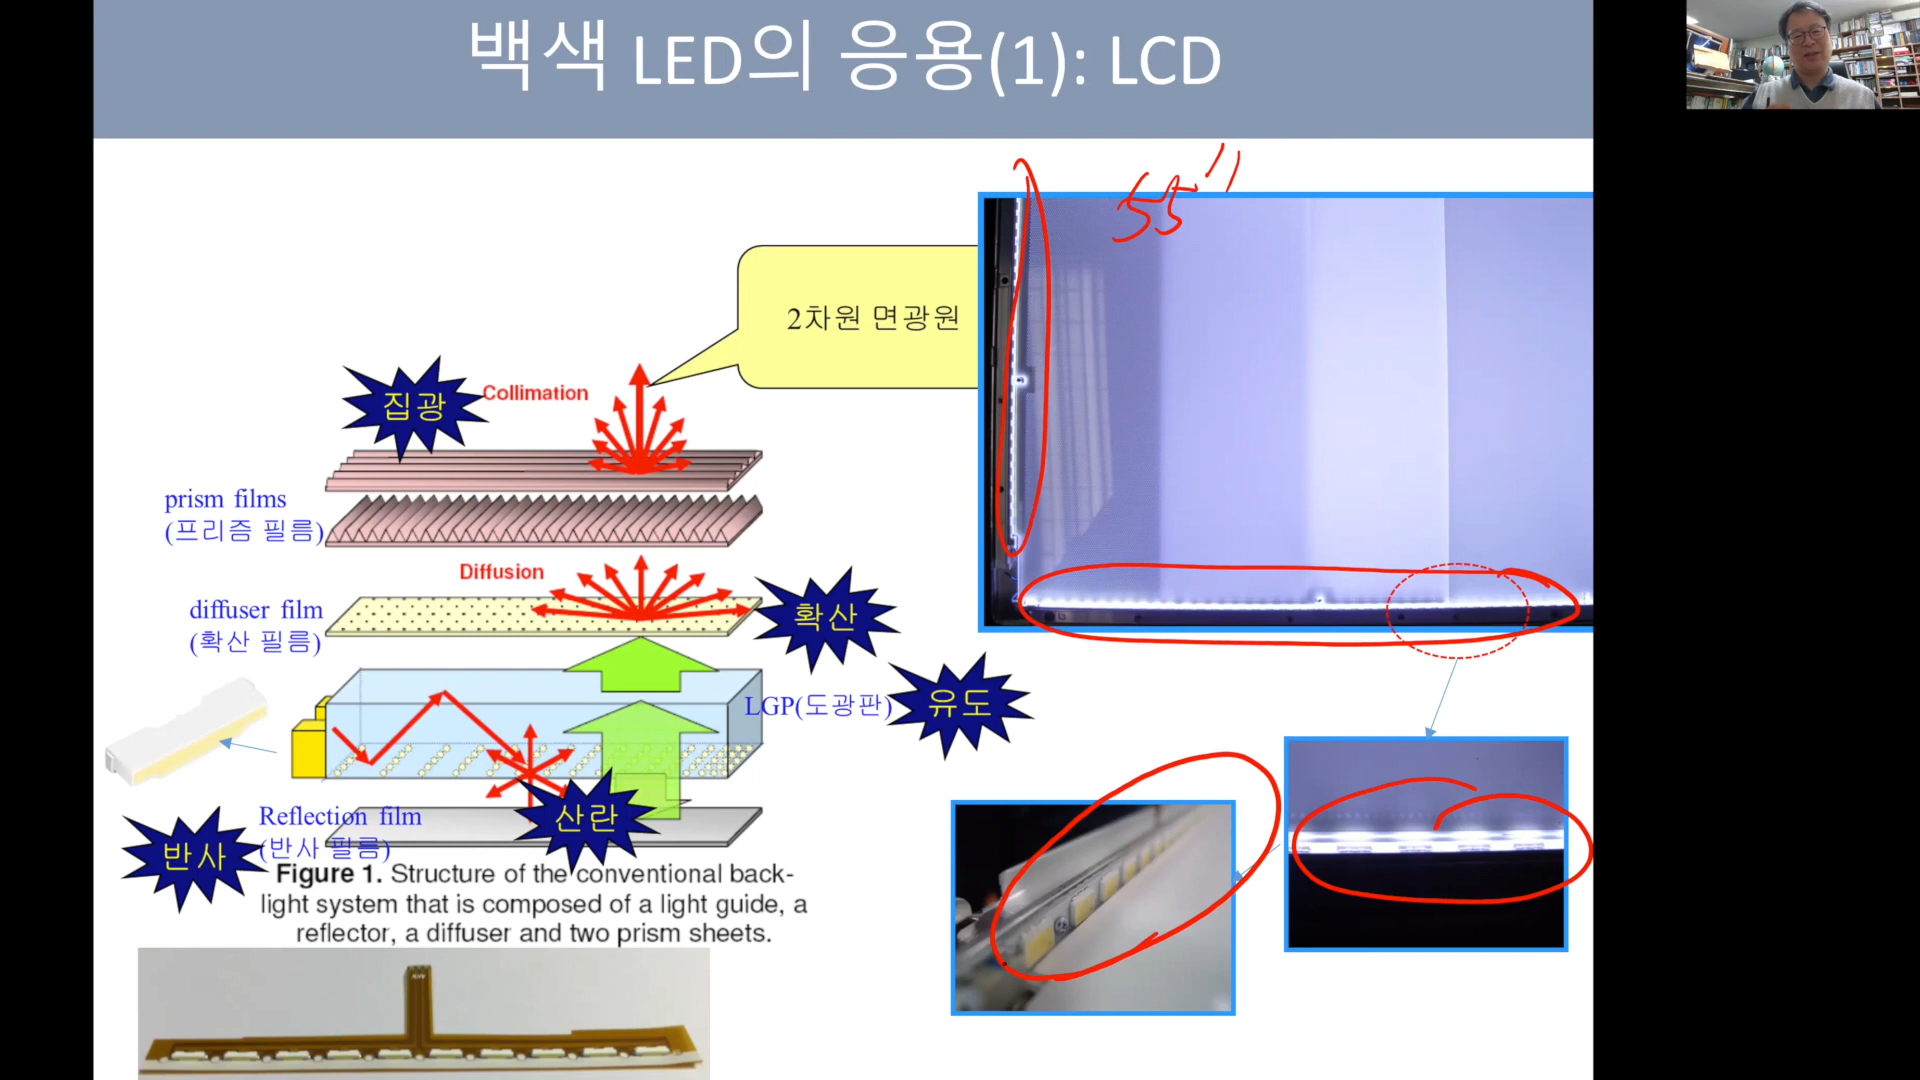 백색 LED의 응용(1): LCD
55"
2차원 면광원
집광
Collimation
prism films
(프리즘 필름)
Diffusion
diffuser film
(확산 필름)
확산
LGP(도광판)
유도
산란
Reflection film
(반사 필름)
반사
Figure 1. Structure of the conventional back-
light system that is composed of a light guide, a
reflector, a diffuser and two prism sheets.